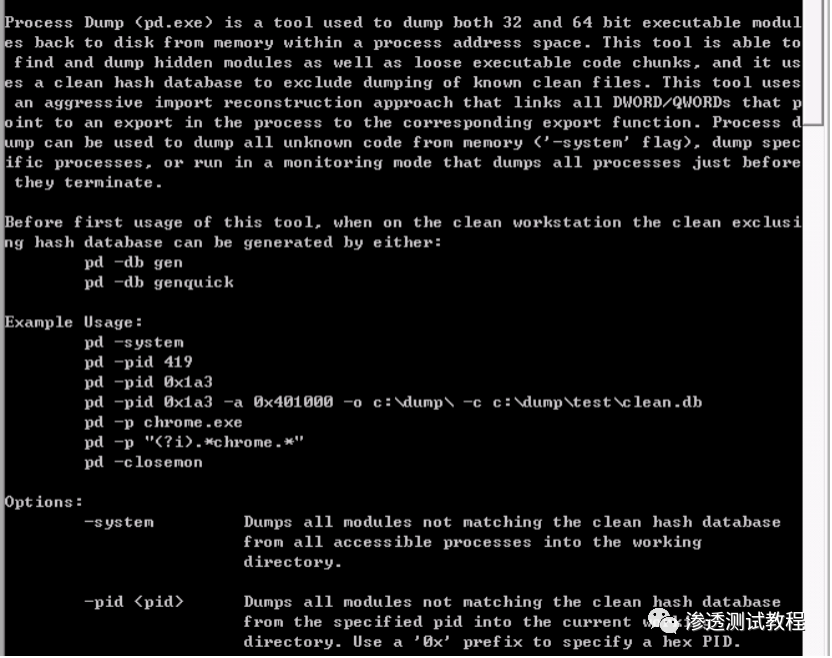 Process Dump (pd.exe) is a tool used to dump both 32 and 64 bit executable modul
es back to disk from memory within a process address space. This tool is able to
 find and dump hidden modules as well as loose executable code chunks, and it us
es a clean hash database to exclude dumping of known clean files. This tool uses
 an aggressive import reconstruction approach that links all DWORD/QWORDs that p
oint to an export in the process to the corresponding export function. Process d
ump can be used to dump all unknown code from memory ('-system' flag), dump spec
ific processes, or run in a monitoring mode that dumps all processes just before
 they terminate.

Before first usage of this tool, when on the clean workstation the clean exclusi
ng hash database can be generated by either:
        pd -db gen
        pd -db genquick

Example Usage:
        pd -system
        pd -pid 419
        pd -pid 0x1a3
        pd -pid 0x1a3 -a 0x401000 -o c:\dump\ -c c:\dump\test\clean.db
        pd -p chrome.exe
        pd -p "(?i).*chrome.*"
        pd -closemon

Options:
        -system         Dumps all modules not matching the clean hash database
                        from all accessible processes into the working
                        directory.

        -pid <pid>      Dumps all modules not matching the clean hash database
                        from the specified pid into the current
                        directory. Use a '0x' prefix to specify a hex PID.
渗透测试教程